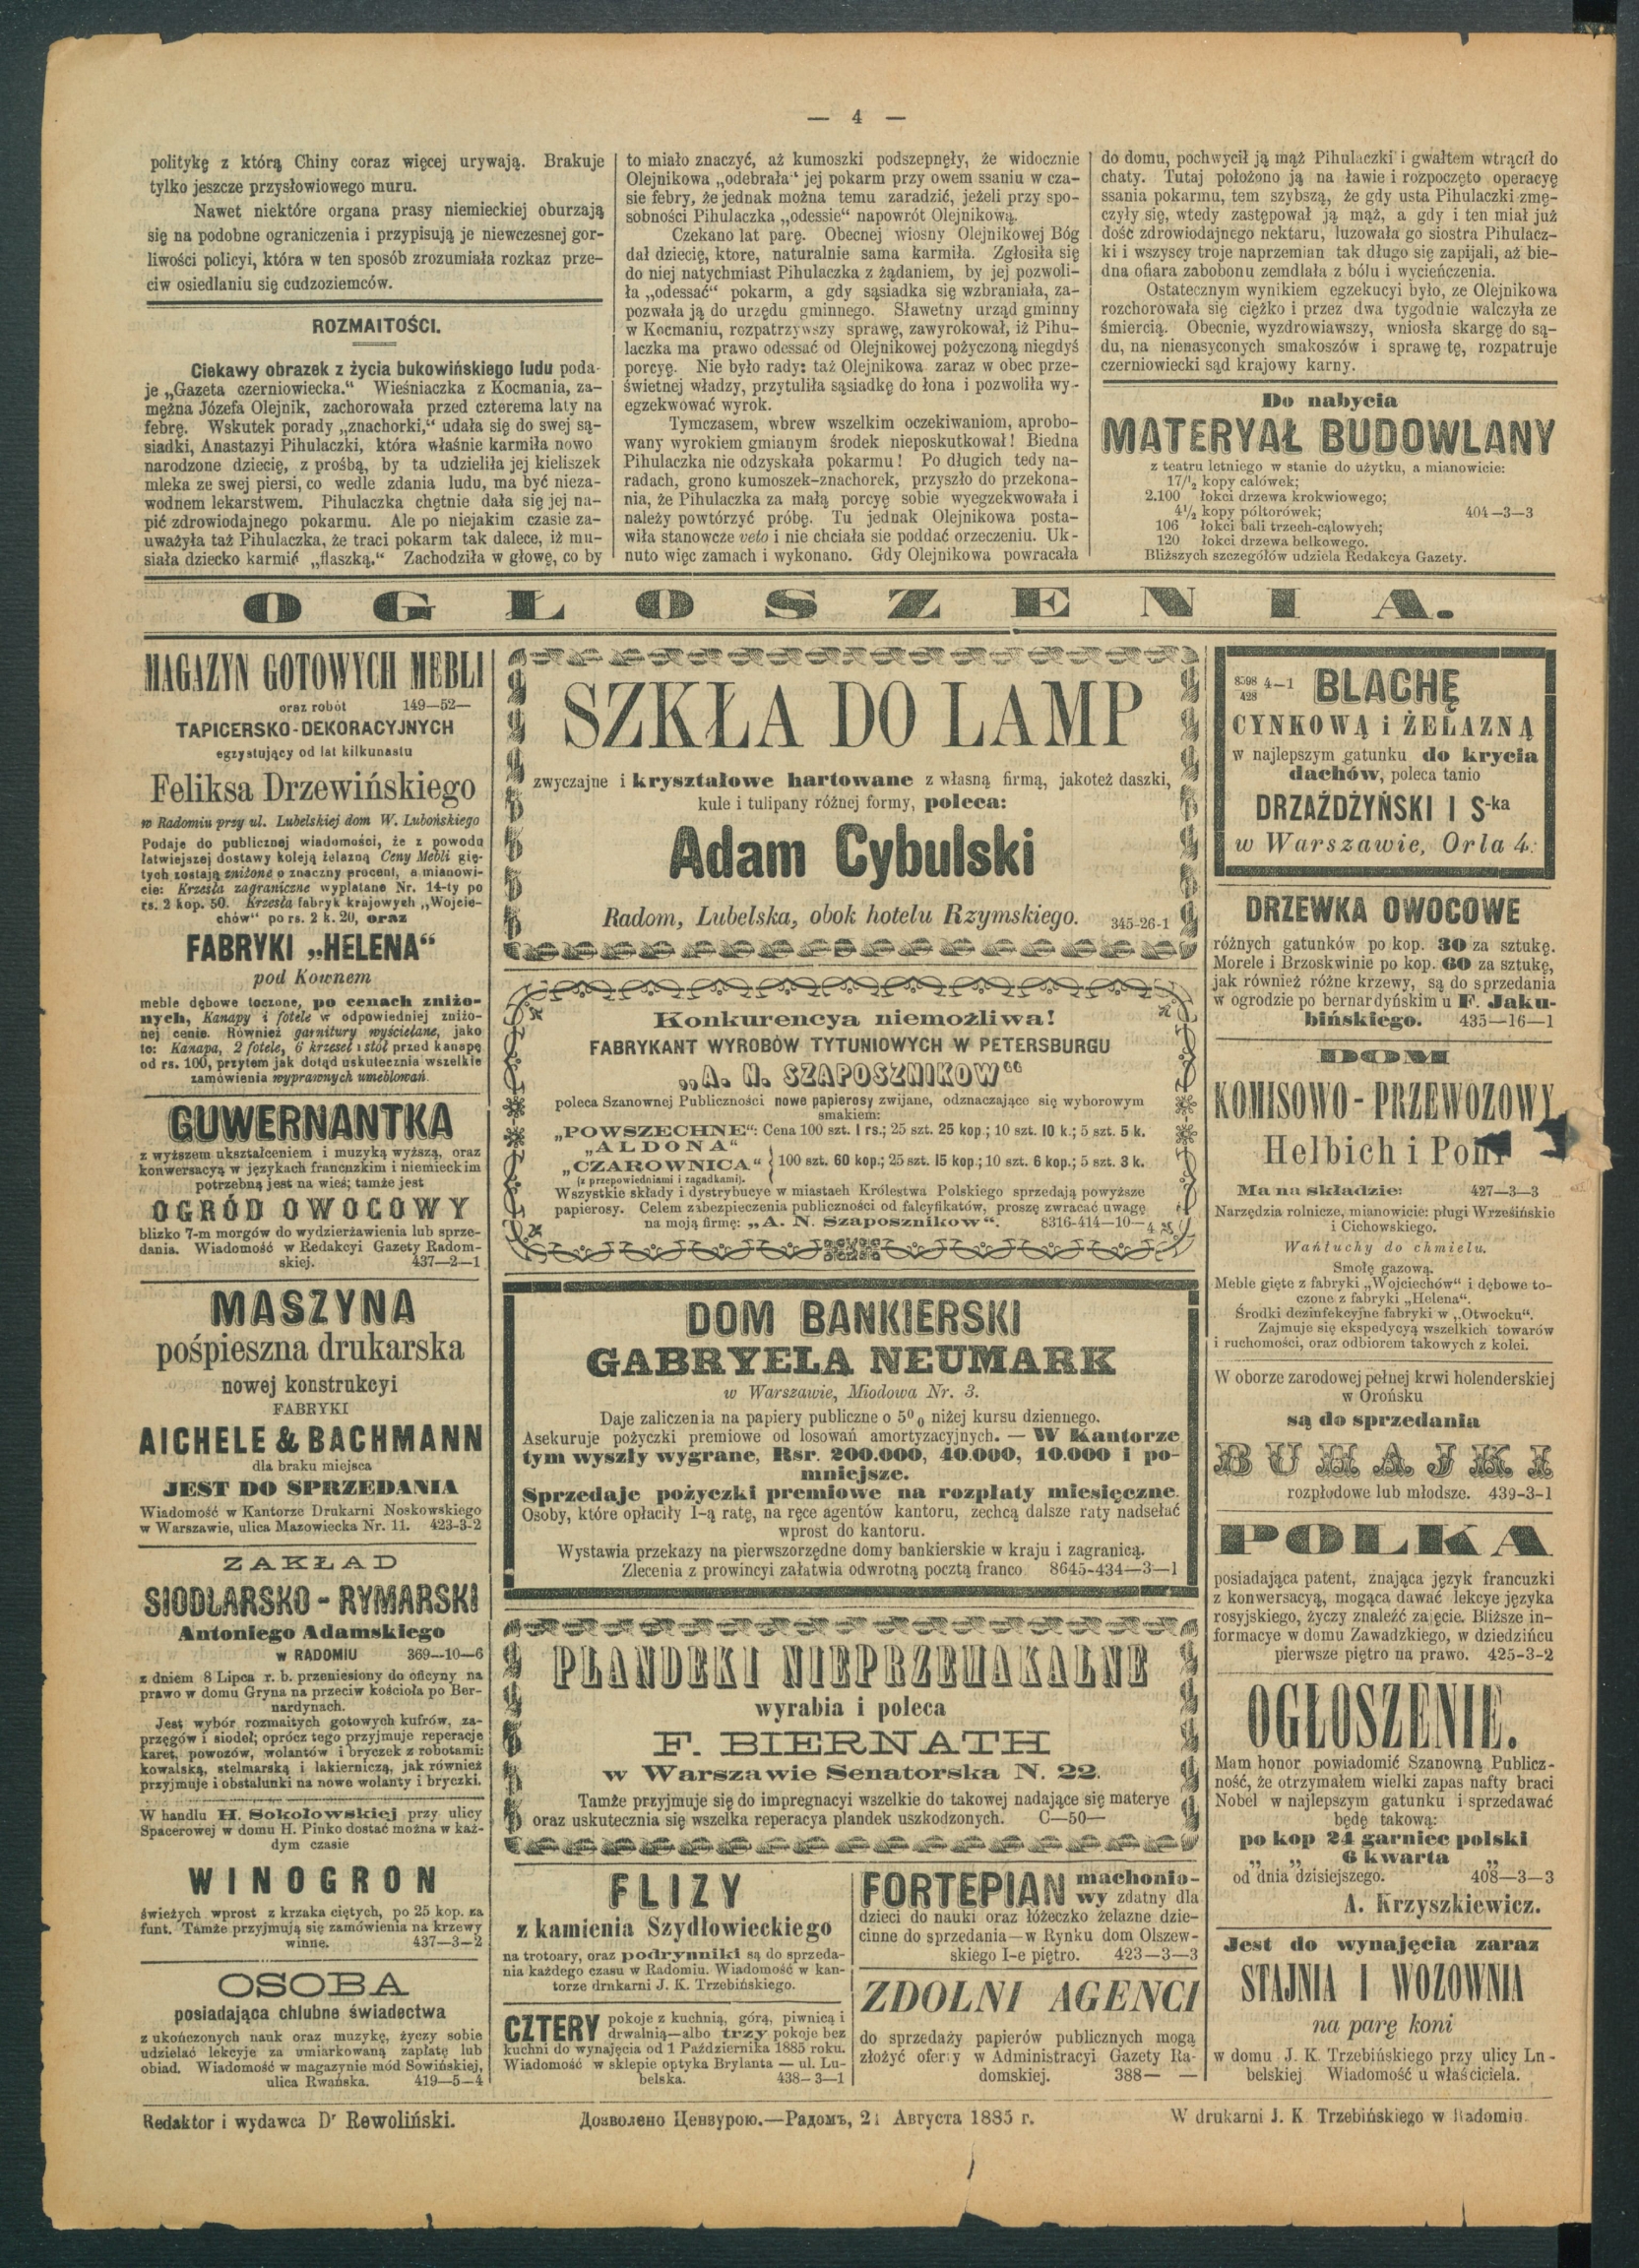 — 4 —
politykę z którą Chiny coraz więcej urywają. Brakuje
tylko jeszcze przysłowiowego muru.
Nawet niektóre organa prasy niemieckiej oburzają
się na podobne ograniczenia i przypisują je niewczesnej gor-
liwości policyi, która w ten sposób zrozumiała rozkaz prze-
ciw osiedlaniu się cudzoziemców.
ROZMAITOŚCI.
Ciekawy obrazek z życia bukowińskiego ludu poda-
je „Gazeta czerniowiecka.“ Wieśniaczka z Kocmania, za-
mężna Józefa Olejnik, zachorowała przed czterema laty na
febrę. Wskutek porady „znachorki,“ udała się do swej są-
siadki, Anastazyi Pihulaczki, która właśnie karmiła nowo
narodzone dziecię, z prośbą, by ta udzieliła jej kieliszek
mleka ze swej piersi, co wedle zdania ludu, ma być nieza-
wodnem lekarstwem. Pihulaczka chętnie dała się jej na-
pić zdrowiodajnego pokarmu. Ale po niejakim czasie za-
uważyła taż Pihulaczka, że traci pokarm tak dalece, iż mu-
siała dziecko karmić „flaszką.“ Zachodziła w głowę, co by
to miało znaczyć, aż kumoszki podszepnęły, że widocznie
Olejnikowa „odebrała“ jej pokarm przy owem ssaniu w cza-
sie febry, że jednak można temu zaradzić, jeżeli przy spo-
sobności Pihulaczka „odessie“ napowrót Olejnikową.
Czekano lat parę. Obecnej wiosny Olejnikowej Bóg
dał dziecię, ktore, naturalnie sama karmiła. Zgłosiła się
do niej natychmiast Pihulaczka z żądaniem, by jej pozwoli-
ła „odessać“ pokarm, a gdy sąsiadka się wzbraniała, za-
pozwała ją do urzędu gminnego. Sławetny urząd gminny
w Kocmaniu, rozpatrzywszy sprawę, zawyrokował, iż Pihu-
laczka ma prawo odessać od Olejnikowej pożyczoną niegdyś
porcyę. Nie było rady: taż Olejnikowa zaraz w obec prze-
świetnej władzy, przytuliła sąsiadkę do łona i pozwoliła wy-
egzekwować wyrok.
Tymczasem, wbrew wszelkim oczekiwaniom, aprobo-
wany wyrokiem gmianym środek nieposkutkował! Biedna
Pihulaczka nie odzyskała pokarmu! Po długich tedy na-
radach, grono kumoszek-znachorek, przyszło do przekona-
nia, że Pihulaczka za małą porcyę sobie wyegzekwowała i
należy powtórzyć próbę. Tu jednak Olejnikowa posta-
wiła stanowcze veto i nie chciała sie poddać orzeczeniu. Uk-
nuto więc zamach i wykonano. Gdy Olejnikowa powracała
do domu, pochwycił ją mąż Pihulaczki i gwałtem wtrącił do
chaty. Tutaj położono ją na ławie i rozpoczęto operacyę
ssania pokarmu, tem szybszą, że gdy usta Pihulaczki zmę-
czyły się, wtedy zastępował ją mąż, a gdy i ten miał już
dość zdrowiodajnego nektaru, luzowała go siostra Pihulacz-
ki i wszyscy troje naprzemian tak długo się zapijali, aż bie-
dna ofiara zabobonu zemdlała z bólu i wycieńczenia.
Ostatecznym wynikiem egzekucyi było, ze Olejnikowa
rozchorowała się ciężko i przez dwa tygodnie walczyła ze
śmiercią. Obecnie, wyzdrowiawszy, wniosła skargę do są-
du, na nienasyconych smakoszów i sprawę tę, rozpatruje
czerniowiecki sąd krajowy karny.
Do nabycia
MATERYAŁ BUDOWLANY
z teatru letniego w stanie do użytku, a mianowicie:
17/½ kopy calówek;
2.100 łokci drzewa krokwiowego;
4½ kopy półtorówek; 404—3—3
106 łokci bali trzech-cąlowych;
120 łokci drzewa belkowego.
Bliższych szczegółów udziela Redakcya Gazety.
OGŁOSZENIA.
MAGAZYN GOTOWYCH MEBLI
oraz robót 149—52—
TAPICERSKO-DEKORACYJNYCH
egzystujący od lat kilkunastu
Feliksa Drzewińskiego
w Radomiu przy ul. Lubelskiej dom W. Lubońskiego
Podaje do publicznej wiadomości, że z powodu
łatwiejszej dostawy koleją żelazną Ceny Mebli gię-
tych zostają zniżone o znaczny procent, a mianowi-
cie: Krzesła zagraniczne wyplatane Nr. 14-ty po
rs. 2 kop. 50. Krzesła fabryk krajowych „Wojcie-
chów“ po rs. 2 k. 20, oraz
FABRYKI „HELENA“
pod Kownem
meble dębowe toczone, po cenach zniżo-
nych, Kanapy i fotele w odpowiedniej zniżo-
nej cenie. Również garnitury wyściełane, jako
to: Kanapa, 2 fotele, 6 krzeseł i stół przed kanapę
od rs. 100, przytem jak dotąd uskutecznia wszelkie
zamówienia wyprawnych umeblowań.
GUWERNANTKA
z wyższem ukształceniem i muzyką wyższą, oraz
konwersacyą w językach francuzkim i niemieckim
potrzebną jest na wieś; tamże jest
OGRÓD OWOCOWY
blizko 7-m morgów do wydzierżawienia lub sprze-
dania. Wiadomość w Redakcyi Gazety Radom-
skiej. 437—2—1
MASZYNA
pośpieszna drukarska
nowej konstrukcyi
FABRYKI
AICHELE & BACHMANN
dla braku miejsca
JEST DO SPRZEDANIA
Wiadomość w Kantorze Drukarni Noskowskiego
w Warszawie, ulica Mazowiecka Nr. 11. 423-3-2
ZAKŁAD
SIODLARSKO-RYMARSKI
Antoniego Adamskiego
w RADOMIU 369—10—6
z dniem 8 Lipca r. b. przeniesiony do oficyny na
prawo w domu Gryna na przeciw kościoła po Ber-
nardynach.
Jest wybór rozmaitych gotowych kufrów, za-
przęgów i siodeł; oprócz tego przyjmuje reperacje
karet, powozów, wolantów i bryczek z robotami:
kowalską, stelmarską i lakierniczą, jak również
przyjmuje i obstalunki na nowe wolanty i bryczki.
W handlu H. Sokołowskiej przy ulicy
Spacerowej w domu H. Pinko dostać można w każ-
dym czasie
WINOGRON
świeżych wprost z krzaka ciętych, po 25 kop. za
funt. Tamże przyjmują się zamówienia na krzewy
winne. 437—3—2
OSOBA
posiadająca chlubne świadectwa
z ukończonych nauk oraz muzykę, życzy sobie
udzielać lekcyje za umiarkowaną zapłatę lub
obiad. Wiadomość w magazynie mód Sowińskiej,
ulica Rwańska. 419—5—4
SZKŁA DO LAMP
zwyczajne i kryształowe hartowane z własną firmą, jakoteż daszki,
kule i tulipany różnej formy, poleca:
Adam Cybulski
Radom, Lubelska, obok hotelu Rzymskiego. 345-26-1
Konkurencya niemożliwa!
FABRYKANT WYROBÓW TYTUNIOWYCH W PETERSBURGU
„A. N. SZAPOSZNIKOW“
poleca Szanownej Publiczności nowe papierosy zwijane, odznaczające się wyborowym
smakiem:
„POWSZECHNE“: Cena 100 szt. 1 rs.; 25 szt. 25 kop.; 10 szt. 10 k.; 5 szt. 5 k.
„ALDONA“
„CZAROWNICA“ 100 szt. 60 kop.; 25 szt. 15 kop.; 10 szt. 6 kop.; 5 szt. 3 k.
(z przepowiedniami i zagadkami).
Wszystkie składy i dystrybucye w miastach Królestwa Polskiego sprzedają powyższe
papierosy. Celem zabezpieczenia publiczności od falcyfikatów, proszę zwracać uwagę
na moją firmę: „A. N. Szaposznikow“. 8316-414—10—4
DOM BANKIERSKI
GABRYELA NEUMARK
w Warszawie, Miodowa Nr. 3.
Daje zaliczenia na papiery publiczne o 5⁰₀ niżej kursu dziennego.
Asekuruje pożyczki premiowe od losowań amortyzacyjnych. — W Kantorze
tym wyszły wygrane, Rsr. 200.000, 40.000, 10.000 i po-
mniejsze.
Sprzedaje pożyczki premiowe na rozpłaty miesięczne.
Osoby, które opłaciły I-ą ratę, na ręce agentów kantoru, zechcą dalsze raty nadsełać
wprost do kantoru.
Wystawia przekazy na pierwszorzędne domy bankierskie w kraju i zagranicą.
Zlecenia z prowincyi załatwia odwrotną pocztą franco 8645-434—3—1
PLANDEKI NIEPRZEMAKALNE
wyrabia i poleca
F. BIERNATH
w Warszawie Senatorska N. 22.
Tamże przyjmuje się do impregnacyi wszelkie do takowej nadające się materye
oraz uskutecznia się wszelka reperacya plandek uszkodzonych. C—50—
FLIZY
z kamienia Szydłowieckiego
na trotoary, oraz podrynniki są do sprzeda-
nia każdego czasu w Radomiu. Wiadomość w kan-
torze drukarni J. K. Trzebińskiego.
CZTERY pokoje z kuchnią, górą, piwnicą i
drwalnią—albo trzy pokoje bez
kuchni do wynajęcia od 1 Października 1885 roku.
Wiadomość w sklepie optyka Brylanta — ul. Lu-
belska. 438—3—1
FORTEPIAN machonio-
wy zdatny dla
dzieci do nauki oraz łóżeczko żelazne dzie-
cinne do sprzedania—w Rynku dom Olszew-
skiego I-e piętro. 423—3—3
ZDOLNI AGENCI
do sprzedaży papierów publicznych mogą
złożyć oferty w Administracyi Gazety Ra-
domskiej. 388— —
8598/428 4—1 BLACHĘ
CYNKOWĄ i ŻELAZNĄ
w najlepszym gatunku do krycia
dachów, poleca tanio
DRZAŻDŻYŃSKI I S-ka
w Warszawie, Orla 4.
DRZEWKA OWOCOWE
różnych gatunków po kop. 30 za sztukę.
Morele i Brzoskwinie po kop. 60 za sztukę,
jak również różne krzewy, są do sprzedania
w ogrodzie po bernardyńskim u F. Jaku-
bińskiego. 435—16—1
DOM
KOMISOWO-PRZEWOZOWY
Helbich i Pohl
Ma na składzie: 427—3—3
Narzędzia rolnicze, mianowicie: pługi Wrześińskie
i Cichowskiego.
Wańtuchy do chmielu.
Smołę gazową.
Meble gięte z fabryki „Wojciechów“ i dębowe to-
czone z fabryki „Helena“.
Środki dezinfekcyjne fabryki w „Otwocku“.
Zajmuje się ekspedycyą wszelkich towarów
i ruchomości, oraz odbiorem takowych z kolei.
W oborze zarodowej pełnej krwi holenderskiej
w Orońsku
są do sprzedania
BUHAJKI
rozpłodowe lub młodsze. 439-3-1
POLKA
posiadająca patent, znająca język francuzki
z konwersacyą, mogąca dawać lekcye języka
rosyjskiego, życzy znaleźć zajęcie. Bliższe in-
formacye w domu Zawadzkiego, w dziedzińcu
pierwsze piętro na prawo. 425-3-2
OGŁOSZENIE.
Mam honor powiadomić Szanowną Publicz-
ność, że otrzymałem wielki zapas nafty braci
Nobel w najlepszym gatunku i sprzedawać
będę takową:
po kop 24 garniec polski
„ „ 6 kwarta „
od dnia dzisiejszego. 408—3—3
A. Krzyszkiewicz.
Jest do wynajęcia zaraz
STAJNIA I WOZOWNIA
na parę koni
w domu J. K. Trzebińskiego przy ulicy Lu-
belskiej Wiadomość u właściciela.
Redaktor i wydawca Dr Rewoliński.
Дозволено Цензурою.—Радомъ, 21 Августа 1885 г.
W drukarni J. K. Trzebińskiego w Radomiu.